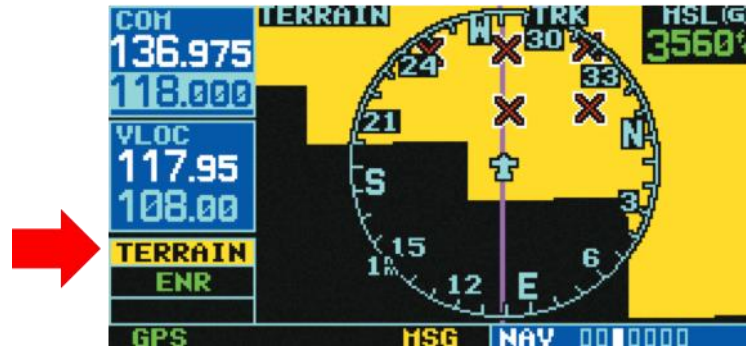 COM
136.975
118.000
VLOC
117.95
108.00
TERRAIN
ENR
GPS
TERRAIN
TRK
MSL(G
3560ft
W
30
24
33
21
N
S
3
15
6
12
E
MSG
NAV